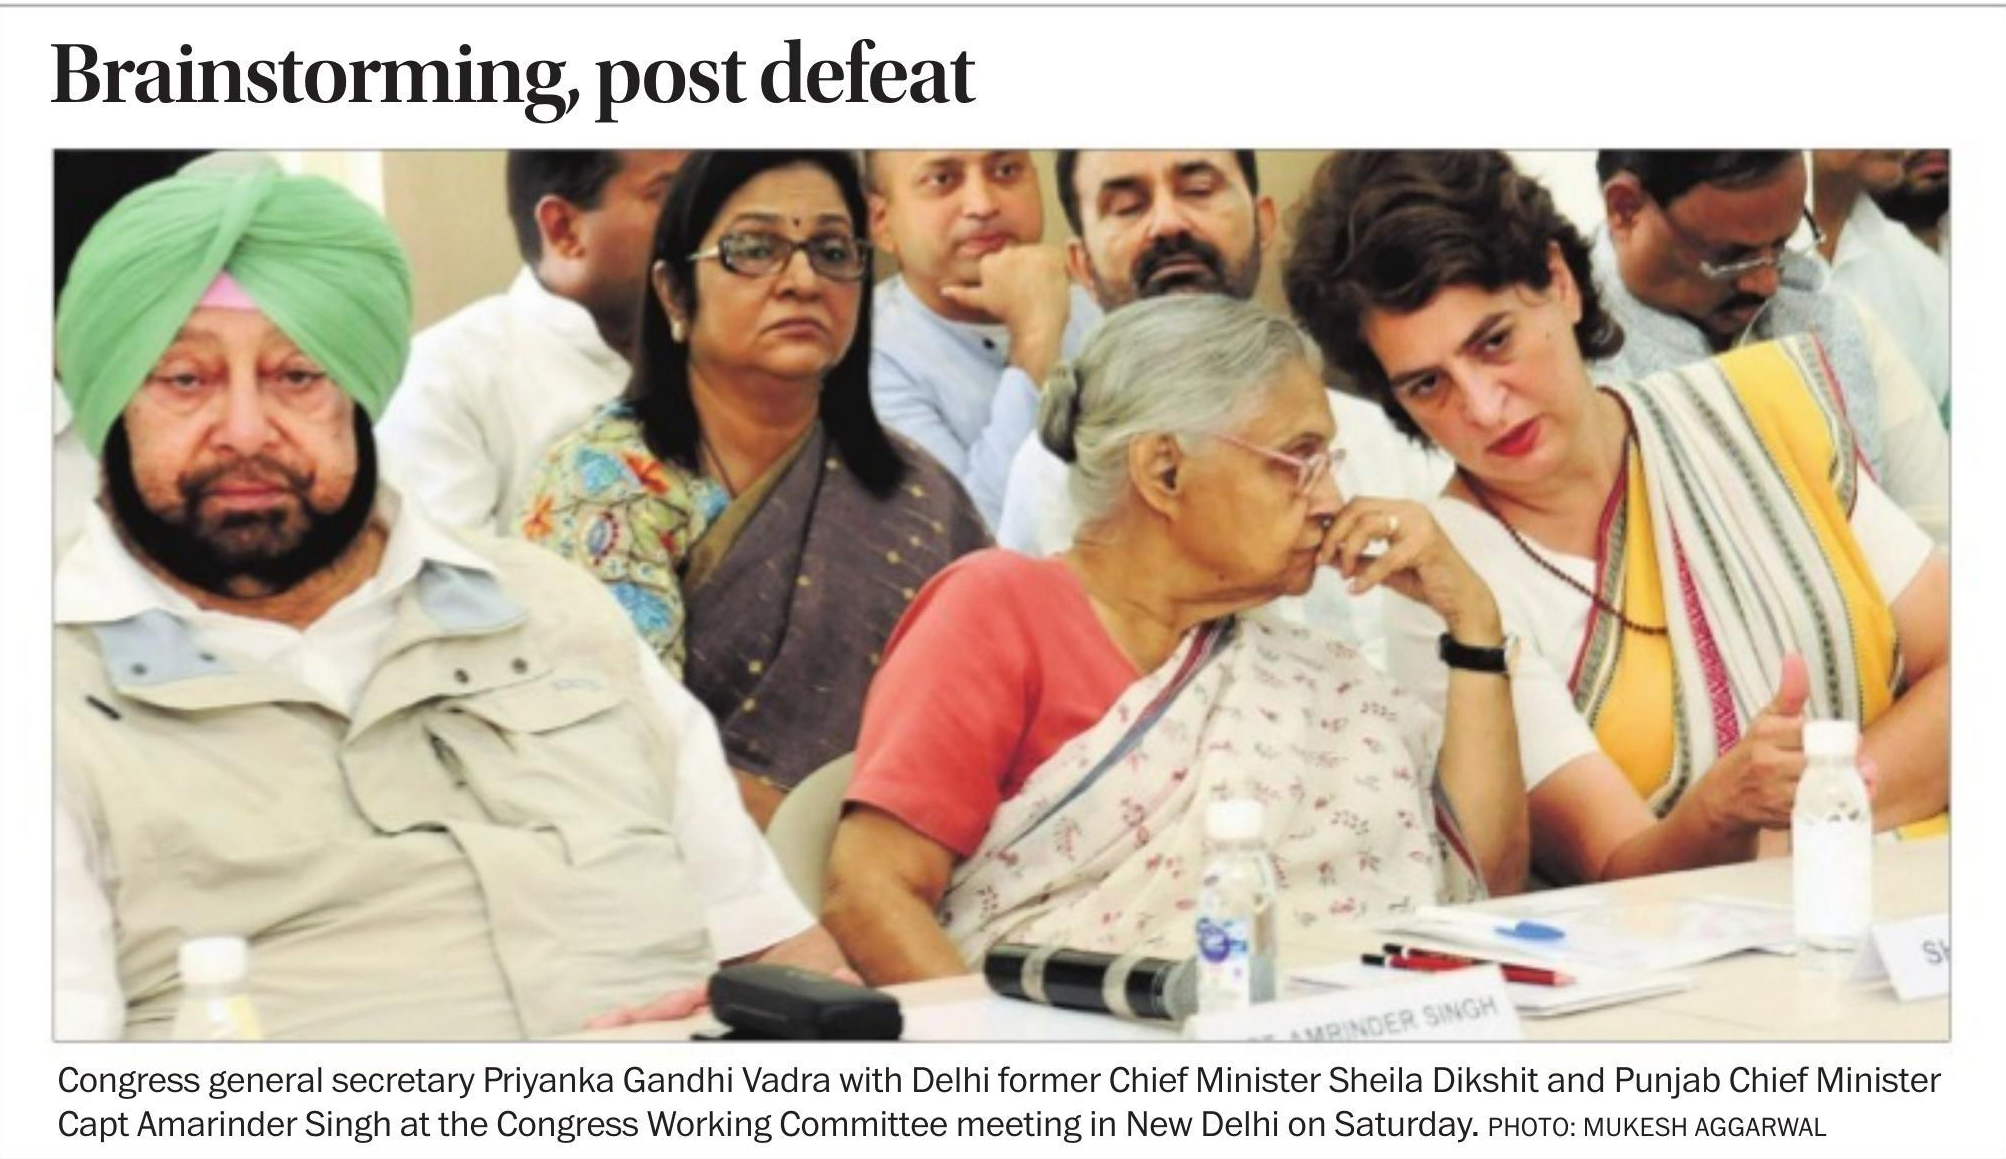 Brainstorming, post defeat
SH
AMRINDER SINGH
Congress general secretary Priyanka Gandhi Vadra with Delhi former Chief Minister Sheila Dikshit and Punjab Chief Minister
Capt Amarinder Singh at the Congress Working Committee meeting in New Delhi on Saturday. PHOTO: MUKESH AGGARWAL